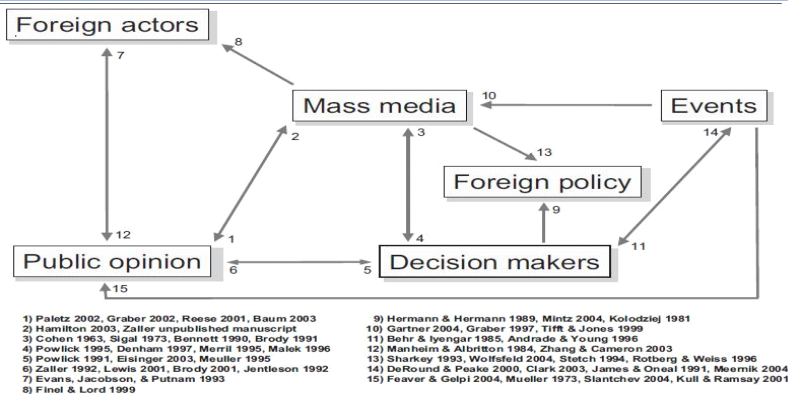 Foreign actors
7
8
Mass media
10
Events
2
3
14
13
Foreign policy
9
12
1
4
11
Public opinion
6
5
Decision makers
15
1) Paletz 2002, Graber 2002, Reese 2001, Baum 2003
2) Hamilton 2003, Zaller unpublished manuscript
3) Cohen 1963, Sigal 1973, Bennett 1990, Brody 1991
4) Powlick 1995, Denham 1997, Merril 1995, Malek 1996
5) Powlick 1991, Eisinger 2003, Meuller 1995
6) Zaller 1992, Lewis 2001, Brody 2001, Jentleson 1992
7) Evans, Jacobson, & Putnam 1993
8) Finel & Lord 1999
9) Hermann & Hermann 1989, Mintz 2004, Kolodziej 1981
10) Gartner 2004, Graber 1997, Tifft & Jones 1999
11) Behr & Iyengar 1985, Andrade & Young 1996
12) Manheim & Albritton 1984, Zhang & Cameron 2003
13) Sharkey 1993, Wolfsfeld 2004, Stetch 1994, Rotberg & Weiss 1996
14) DeRound & Peake 2000, Clark 2003, James & Oneal 1991, Meernik 2004
15) Feaver & Gelpi 2004, Mueller 1973, Slantchev 2004, Kull & Ramsay 2001